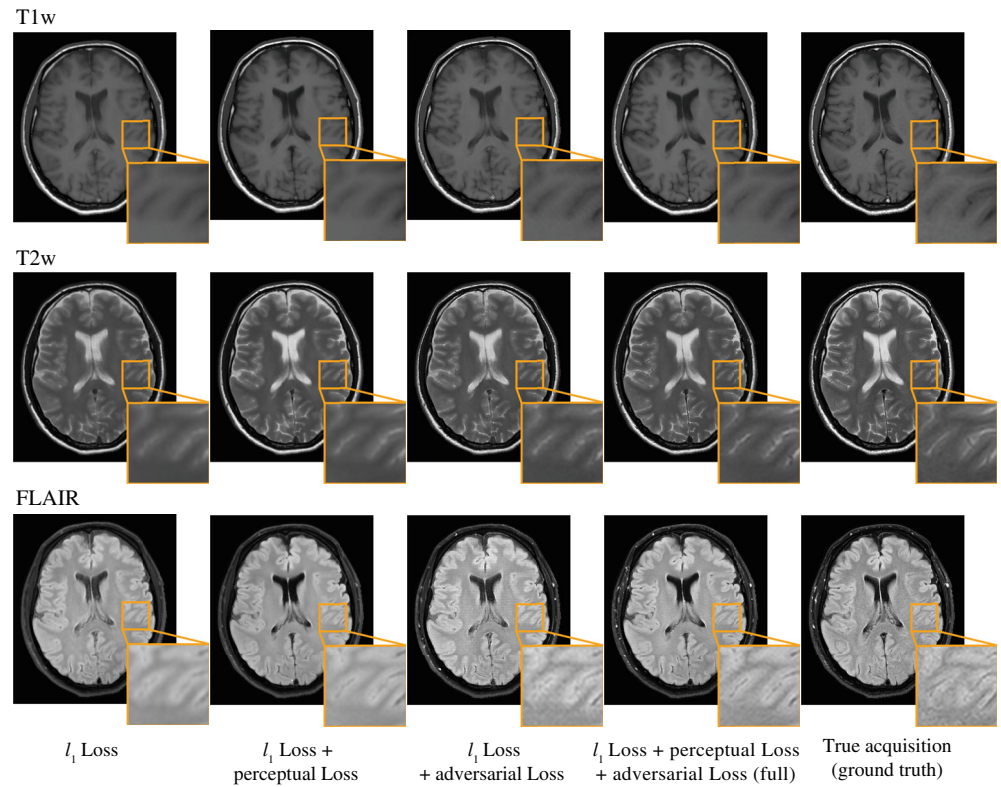 T1w
T2w
FLAIR
l₁ Loss
l₁ Loss +
perceptual Loss
l₁ Loss
+ adversarial Loss
l₁ Loss + perceptual Loss
+ adversarial Loss (full)
True acquisition
(ground truth)